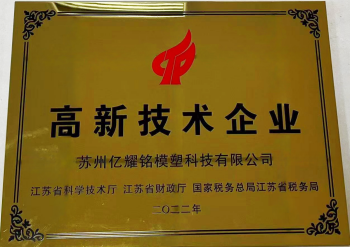 高新技术企业
苏州亿耀铭模塑科技有限公司
江苏省科学技术厅 江苏省财政厅 国家税务总局江苏省税务局
二〇二二年